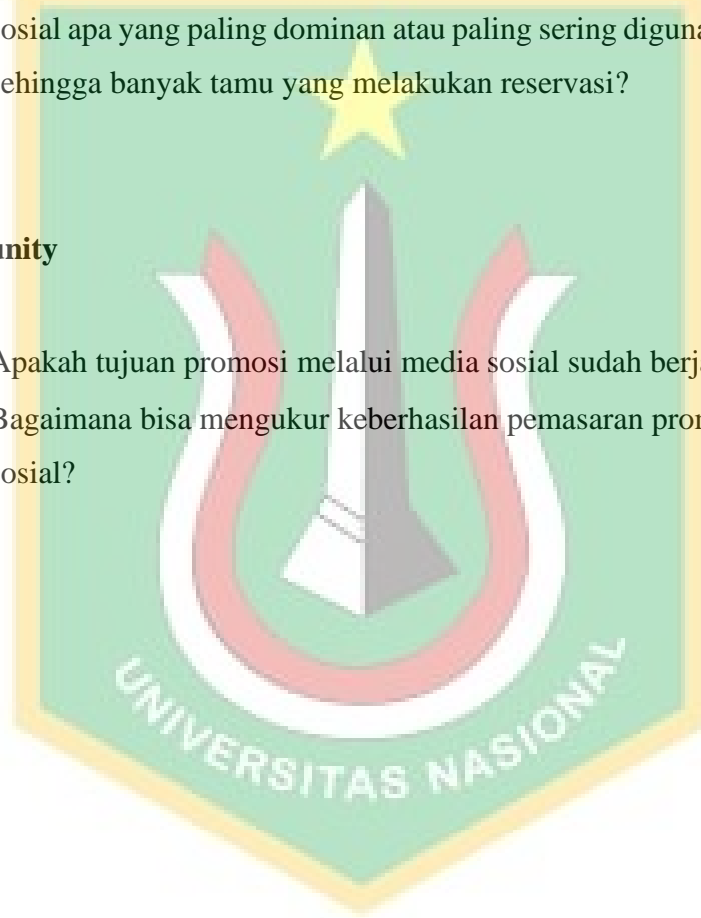 osial apa yang paling dominan atau paling sering diguna
ehingga banyak tamu yang melakukan reservasi?
unity
Apakah tujuan promosi melalui media sosial sudah berja
Bagaimana bisa mengukur keberhasilan pemasaran pro
osial?
UNIVERSITAS NASIONAL